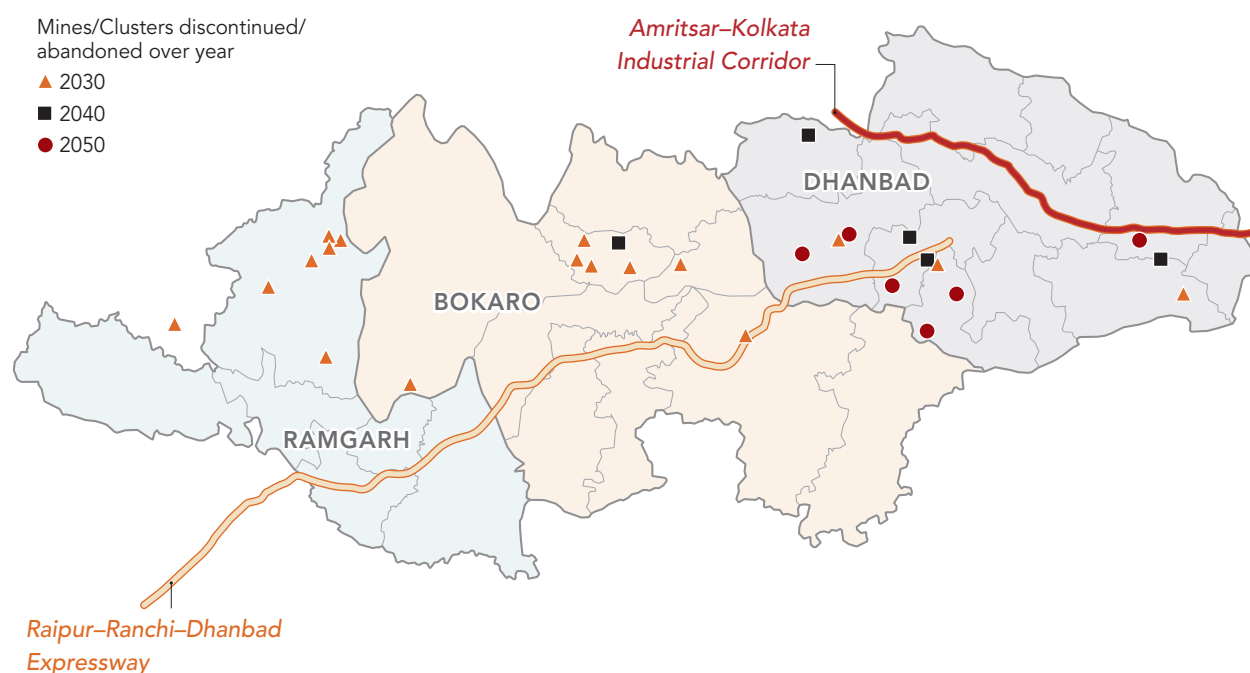 Mines/Clusters discontinued/
abandoned over year
2030
2040
2050
Amritsar–Kolkata
Industrial Corridor
DHANBAD
BOKARO
RAMGARH
Raipur–Ranchi–Dhanbad
Expressway